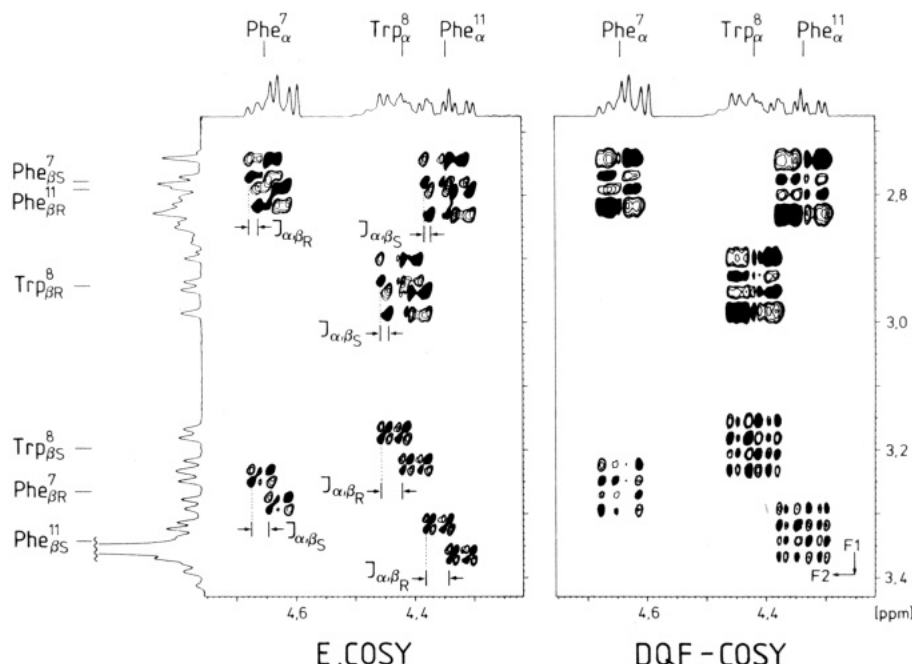 Phe⁷α
Trp⁸α
Phe¹¹α
Phe⁷α
Trp⁸α
Phe¹¹α
Phe⁷βS
Phe¹¹βR
Trp⁸βR
Trp⁸βS
Phe⁷βR
Phe¹¹βS
Jα,βR
Jα,βS
Jα,βS
Jα,βR
Jα,βS
Jα,βR
2,8
3,0
3,2
3,4
F1
F2
4,6
4,4
4,6
4,4
[ppm]
E.COSY
DQF-COSY